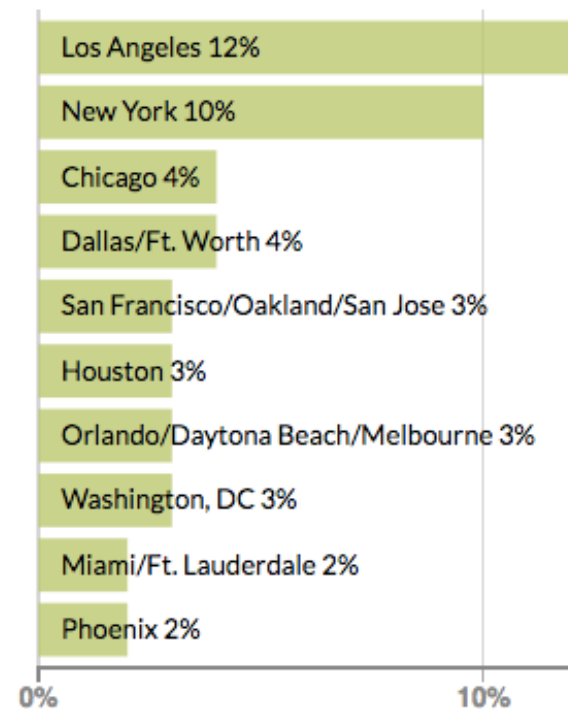 Los Angeles 12%
New York 10%
Chicago 4%
Dallas/Ft. Worth 4%
San Francisco/Oakland/San Jose 3%
Houston 3%
Orlando/Daytona Beach/Melbourne 3%
Washington, DC 3%
Miami/Ft. Lauderdale 2%
Phoenix 2%
0% 10%